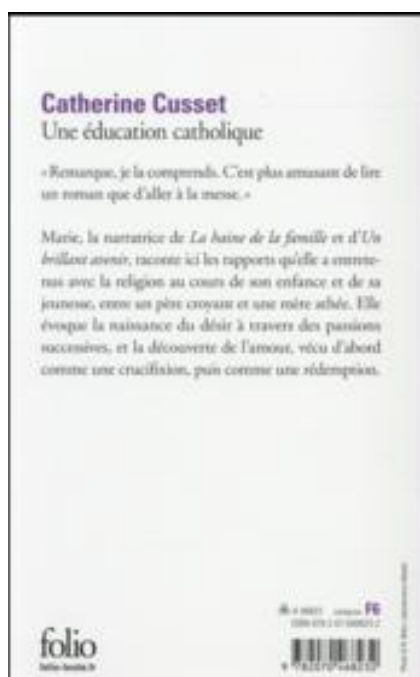 Catherine Cusset
Une éducation catholique
« Remarque, je la comprends. C'est plus amusant de lire
un roman que d'aller à la messe. »
Marie, la narratrice de La haine de la famille et d'Un
brillant avenir, raconte ici les rapports qu'elle a entrete-
nus avec la religion au cours de son enfance et de sa
jeunesse, entre un père croyant et une mère athée. Elle
évoque la naissance du désir à travers des passions
successives, et la découverte de l'amour, vécu d'abord
comme une crucifixion, puis comme une rédemption.
F6
folio